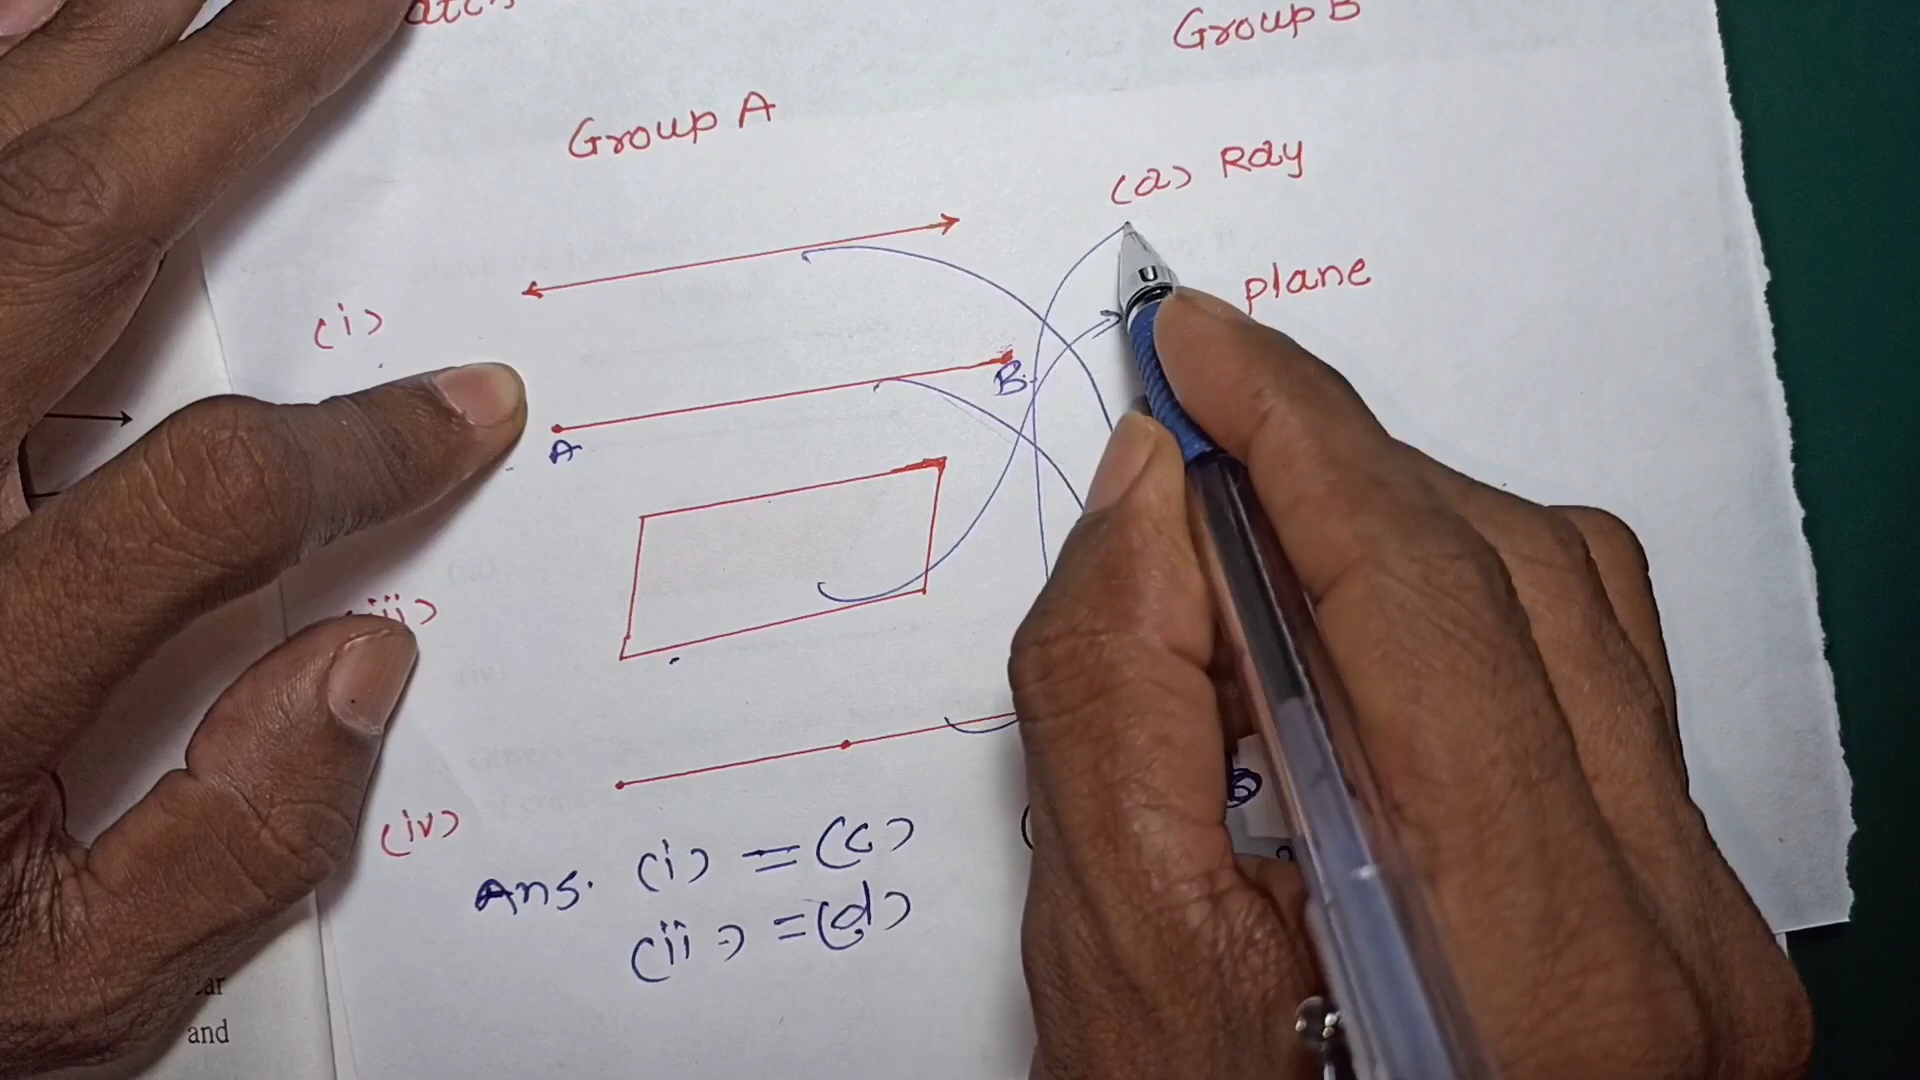 Group B
Group A
(a) Ray
plane
(i)
B
A
(iv)
Ans. (i) = (c)
(ii) = (d)
and